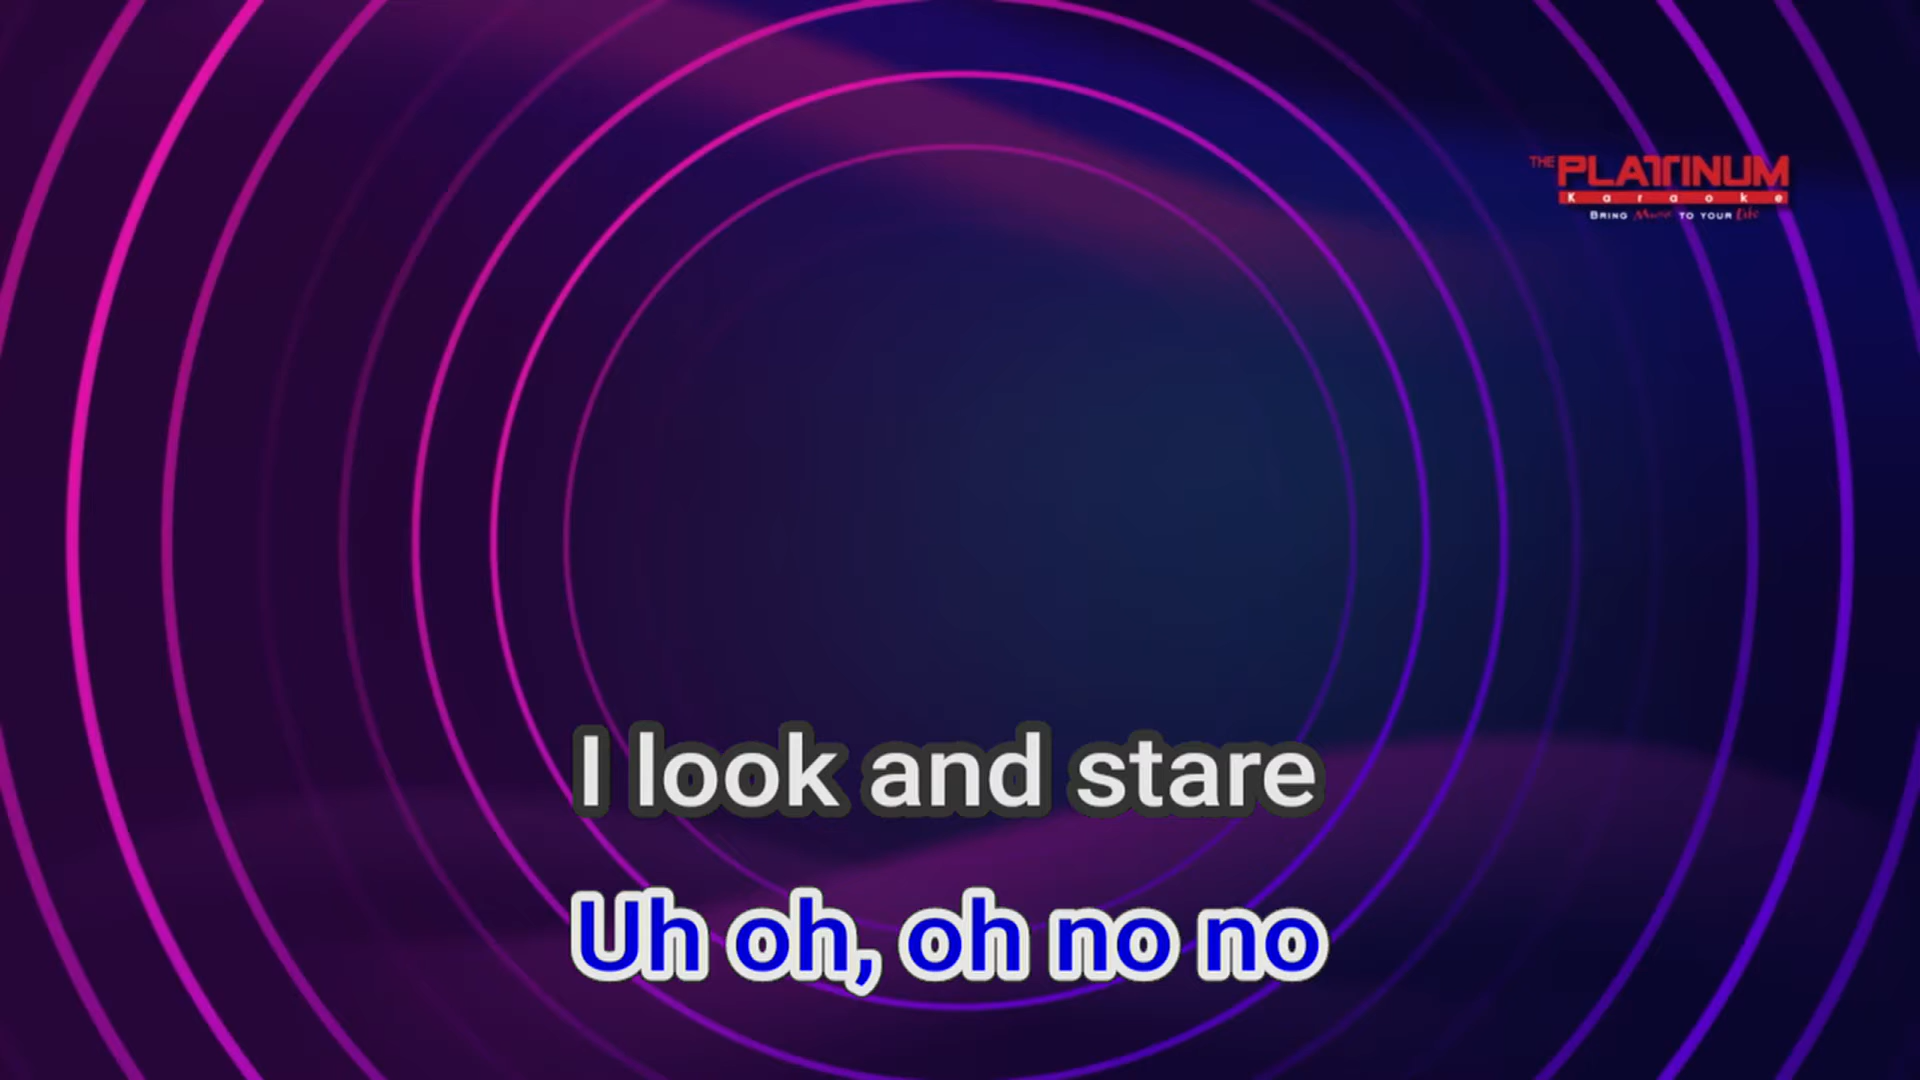 THE PLATINUM
Karaoke
BRING Music TO YOUR Life
I look and stare
Uh oh, oh no no